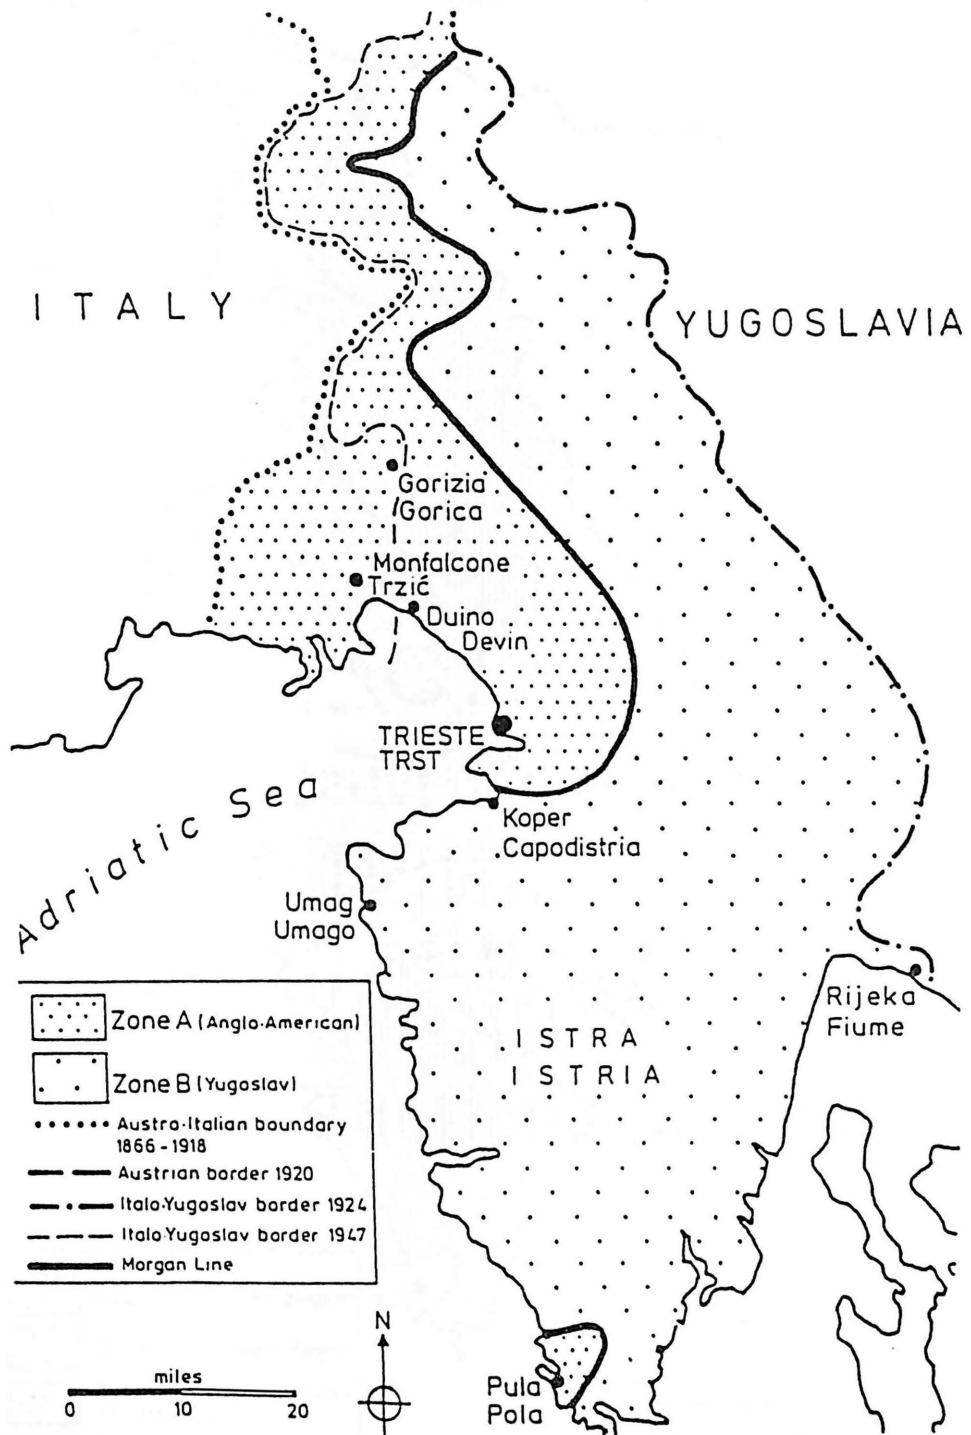 ITALY
YUGOSLAVIA
Gorizia
Gorica
Monfalcone
Trzić
Duino
Devin
TRIESTE
TRST
Adriatic Sea
Koper
Capodistria
Umag
Umago
Rijeka
Fiume
ISTRA
ISTRIA
Zone A (Anglo-American)
Zone B (Yugoslav)
Austro-Italian boundary
1866-1918
Austrian border 1920
Italo-Yugoslav border 1924
Italo-Yugoslav border 1947
Morgan Line
N
miles
0 10 20
Pula
Pola